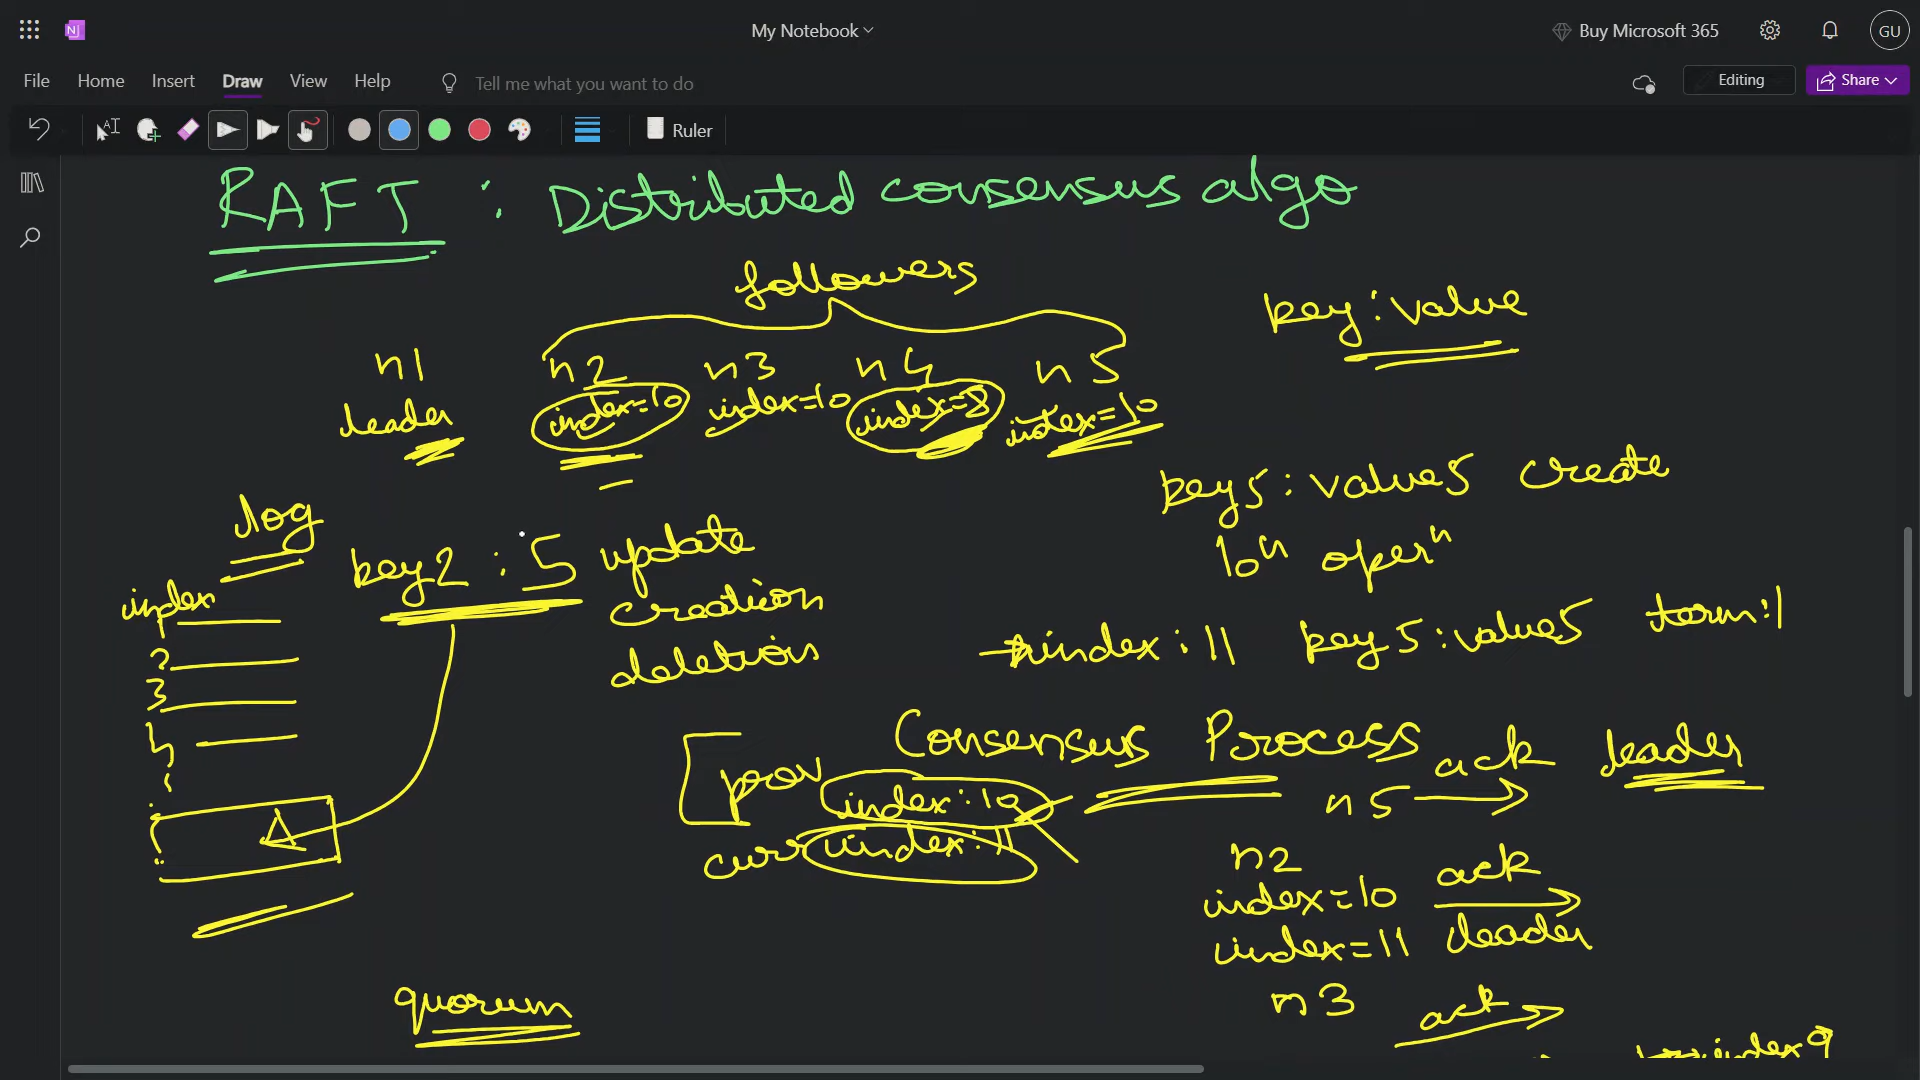 My Notebook
Buy Microsoft 365
GU
File Home Insert Draw View Help
Tell me what you want to do
Editing
Share
Ruler
RAFT : Distributed consensus algo
followers
key:value
n1 n2 n3 n4 n5
leader index=10 index=10 index=8 index=10
key5: value5 create
log
key2 : 5 update
10n opern
index
creation
2
deletion
index: 11 key5: value5 term:1
3
4
Consensus Process
ack leader
prev index: 10
n5
curr index: 11
n2 ack
index=10
index=11 leader
quorum
n3 ack
index 9